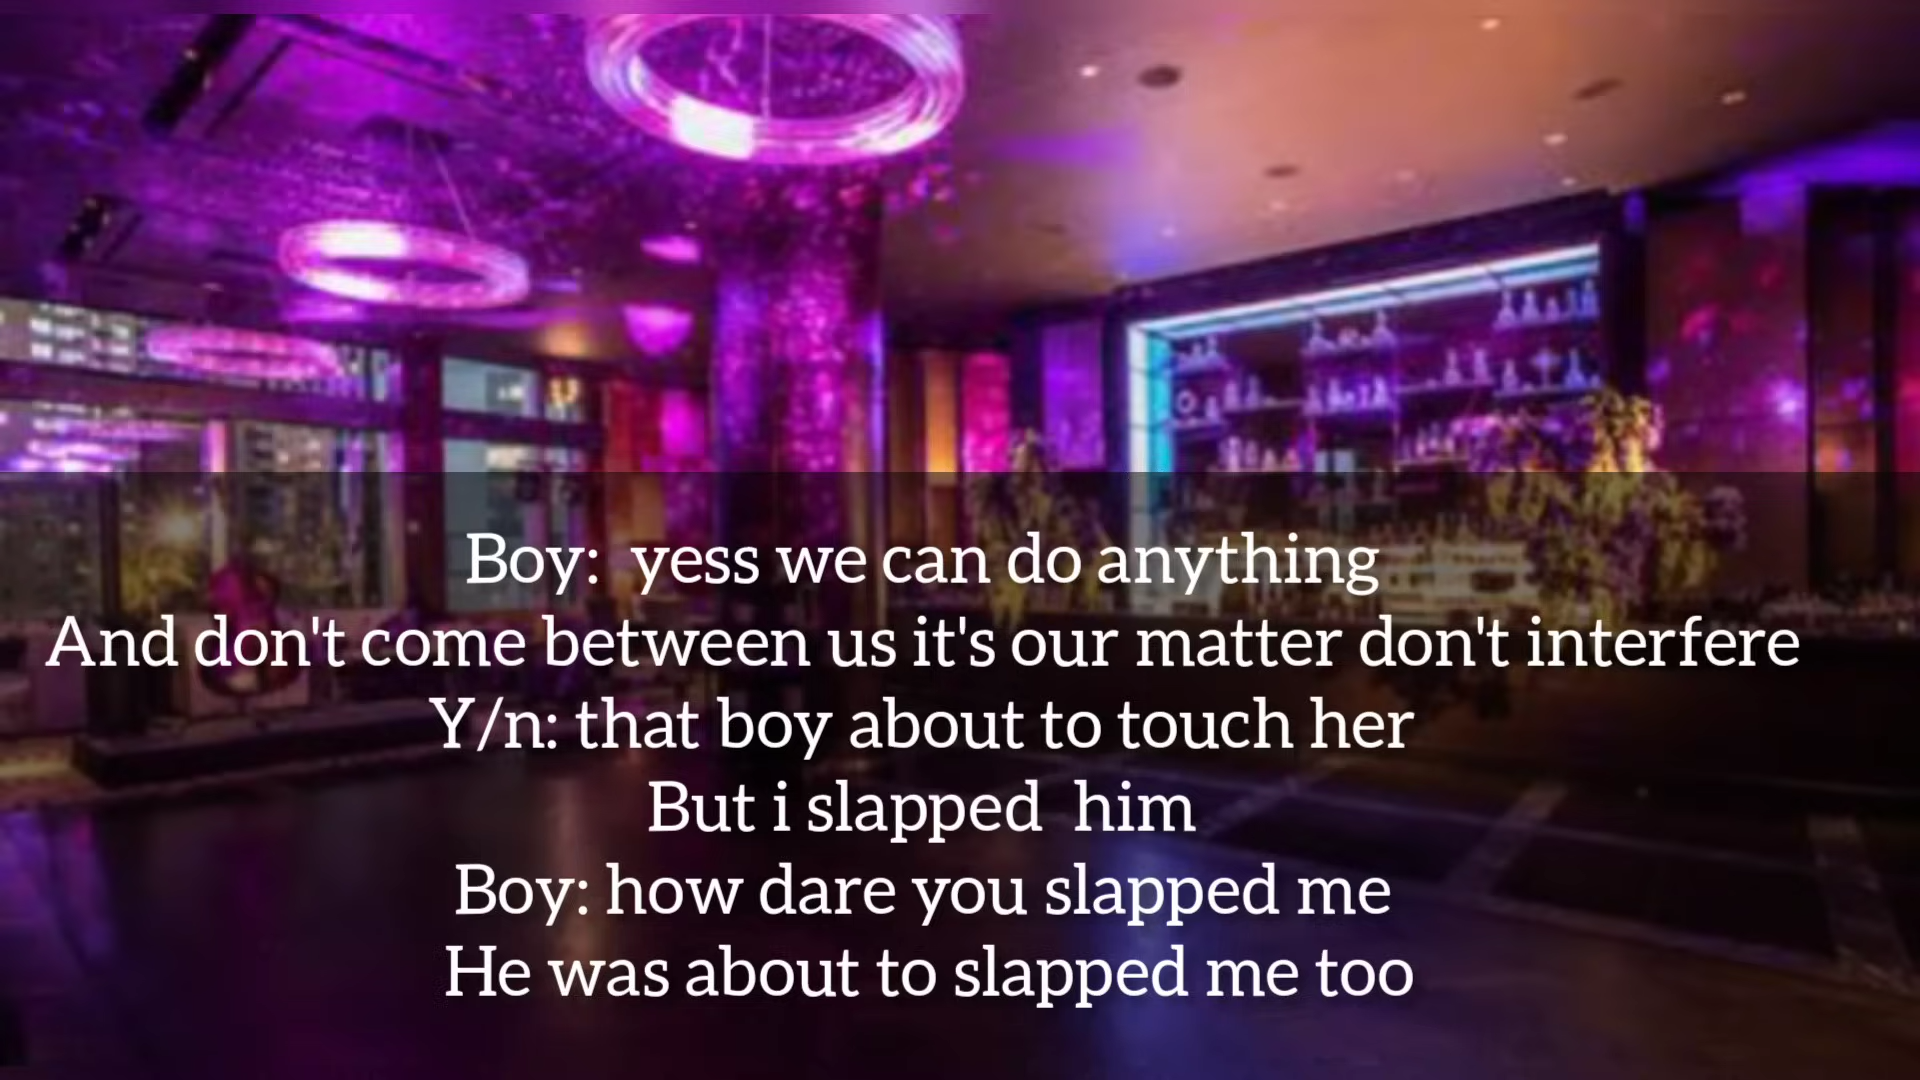 Boy:  yess we can do anything
And don't come between us it's our matter don't interfere
Y/n: that boy about to touch her
But i slapped  him
Boy: how dare you slapped me
He was about to slapped me too